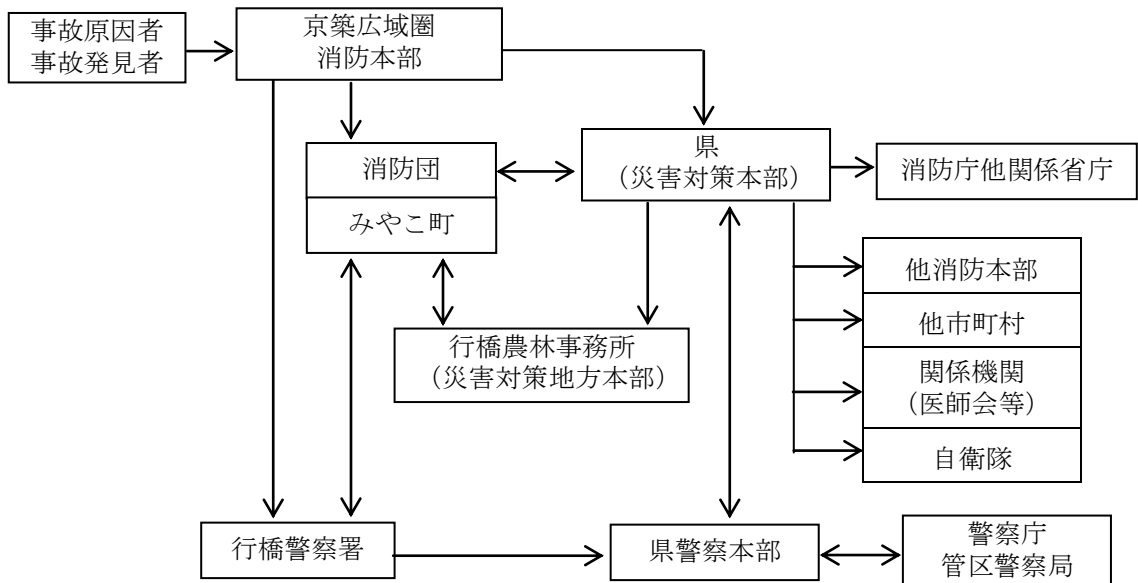 事故原因者
事故発見者
京築広域圏
消防本部
消防団
みやこ町
県
（災害対策本部）
消防庁他関係省庁
他消防本部
他市町村
関係機関
（医師会等）
自衛隊
行橋農林事務所
（災害対策地方本部）
行橋警察署
県警察本部
警察庁
管区警察局